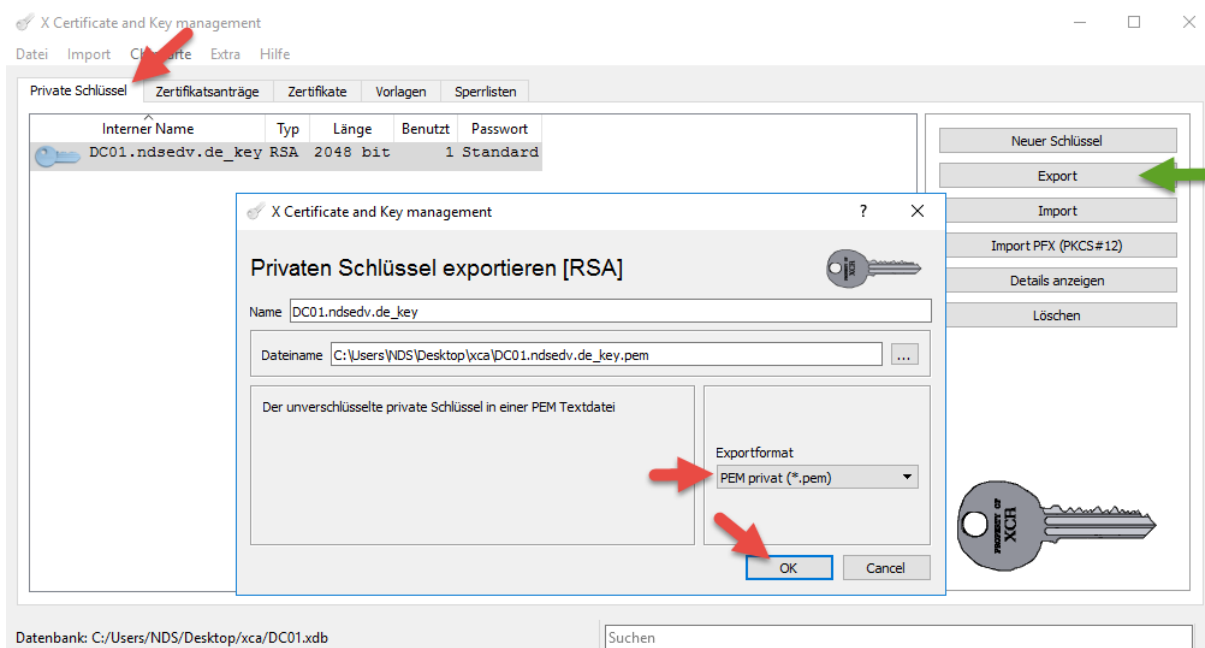 X Certificate and Key management
Datei Import Chipkarte Extra Hilfe
Private Schlüssel Zertifikatsanträge Zertifikate Vorlagen Sperrlisten
Interner Name Typ Länge Benutzt Passwort
DC01.ndsedv.de_key RSA 2048 bit 1 Standard
Neuer Schlüssel
Export
Import
Import PFX (PKCS#12)
Details anzeigen
Löschen
X Certificate and Key management
Privaten Schlüssel exportieren [RSA]
Name DC01.ndsedv.de_key
Dateiname C:\Users\NDS\Desktop\xca\DC01.ndsedv.de_key.pem ...
Der unverschlüsselte private Schlüssel in einer PEM Textdatei
Exportformat
PEM privat (*.pem)
OK Cancel
PROPERTY OF
XCR
Datenbank: C:/Users/NDS/Desktop/xca/DC01.xdb
Suchen